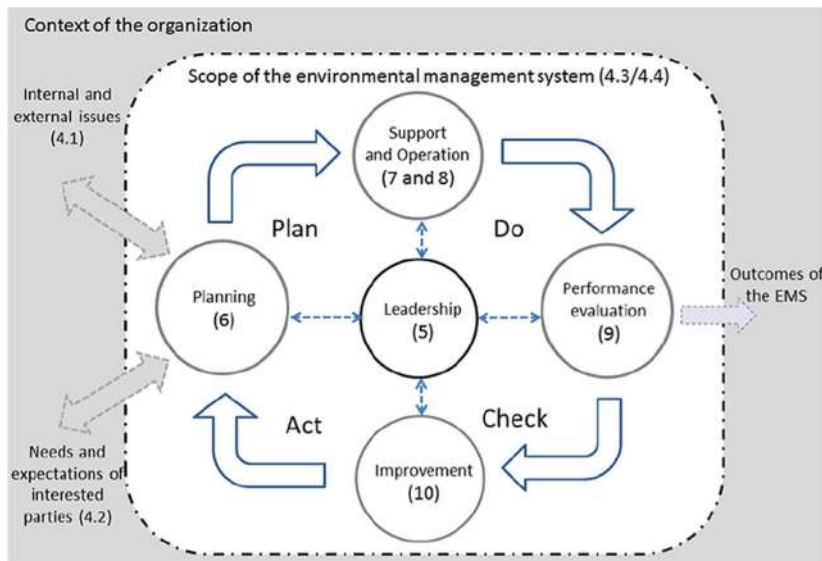 Context of the organization
Scope of the environmental management system (4.3/4.4)
Internal and
external issues
(4.1)
Support
and Operation
(7 and 8)
Plan
Do
Planning
(6)
Leadership
(5)
Performance
evaluation
(9)
Outcomes of
the EMS
Act
Check
Improvement
(10)
Needs and
expectations of
interested
parties (4.2)